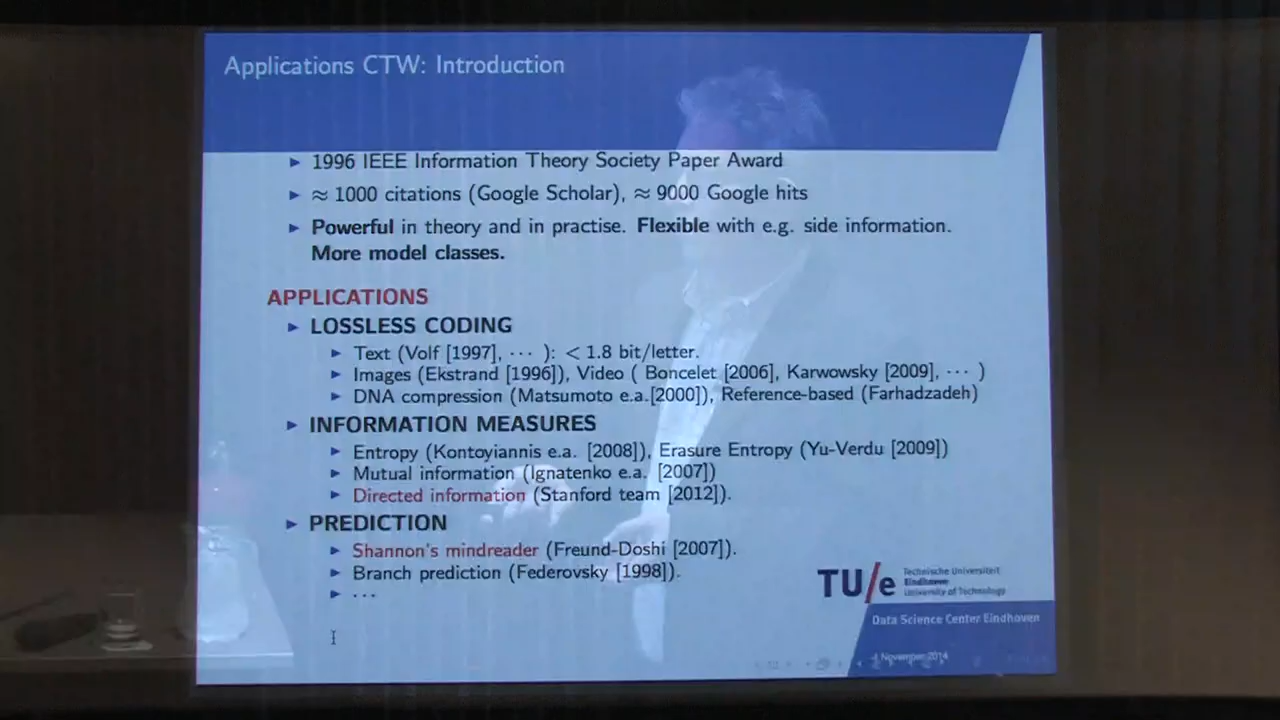 Applications CTW: Introduction
► 1996 IEEE Information Theory Society Paper Award
► ≈ 1000 citations (Google Scholar), ≈ 9000 Google hits
► Powerful in theory and in practise. Flexible with e.g. side information.
More model classes.
APPLICATIONS
► LOSSLESS CODING
► Text (Volf [1997], ··· ): < 1.8 bit/letter.
► Images (Ekstrand [1996]), Video ( Boncelet [2006], Karwowsky [2009], ··· )
► DNA compression (Matsumoto e.a.[2000]), Reference-based (Farhadzadeh)
► INFORMATION MEASURES
► Entropy (Kontoyiannis e.a. [2008]), Erasure Entropy (Yu-Verdu [2009])
► Mutual information (Ignatenko e.a. [2007])
► Directed information (Stanford team [2012]).
► PREDICTION
► Shannon's mindreader (Freund-Doshi [2007]).
► Branch prediction (Federovsky [1998]).
► ···
TU/e
Technische Universiteit
Eindhoven
University of Technology
Data Science Center Eindhoven
4 November 2014